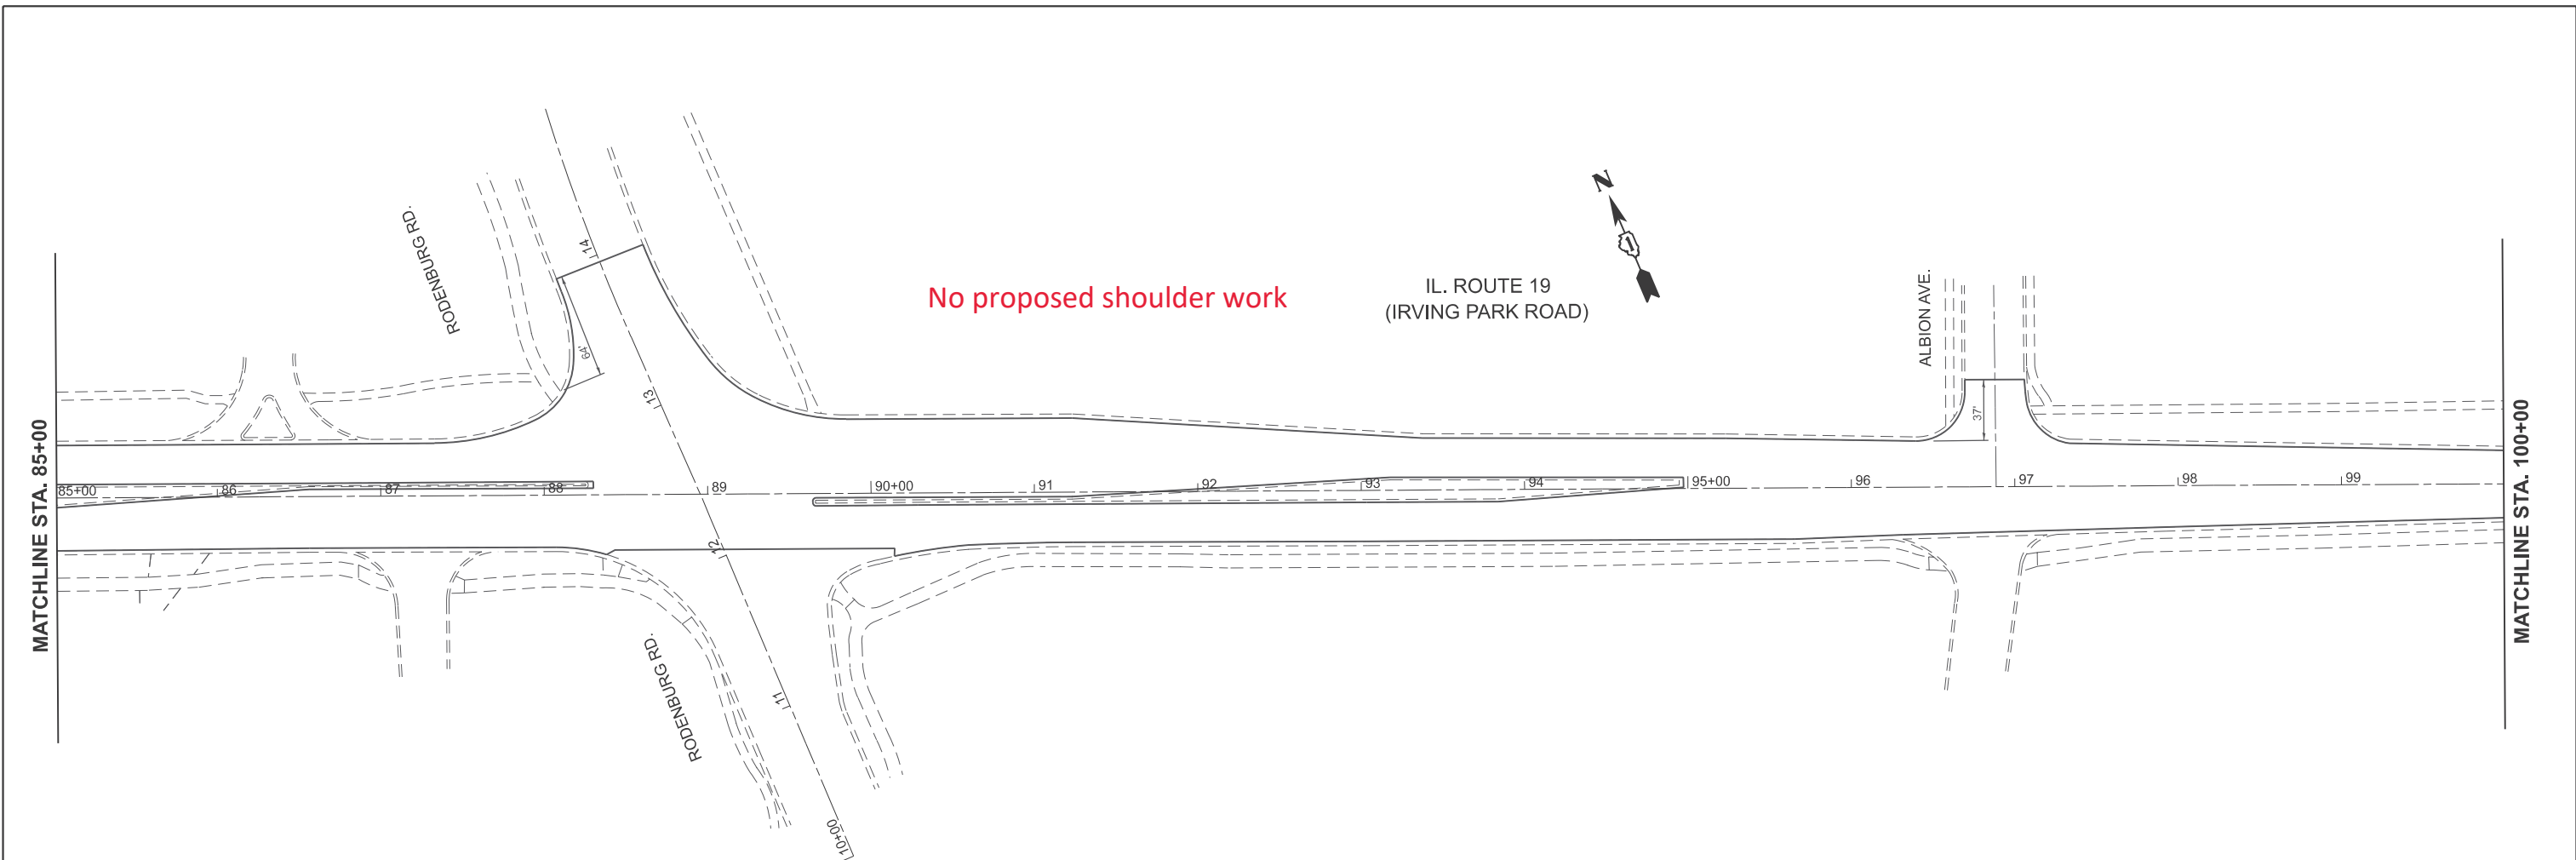 N
RODENBURG RD.
14
No proposed shoulder work
IL. ROUTE 19
(IRVING PARK ROAD)
ALBION AVE.
64'
13
37'
MATCHLINE STA. 85+00
85+00
86
87
88
89
90+00
91
92
93
94
95+00
96
97
98
99
MATCHLINE STA. 100+00
12
RODENBURG RD.
11
10+00